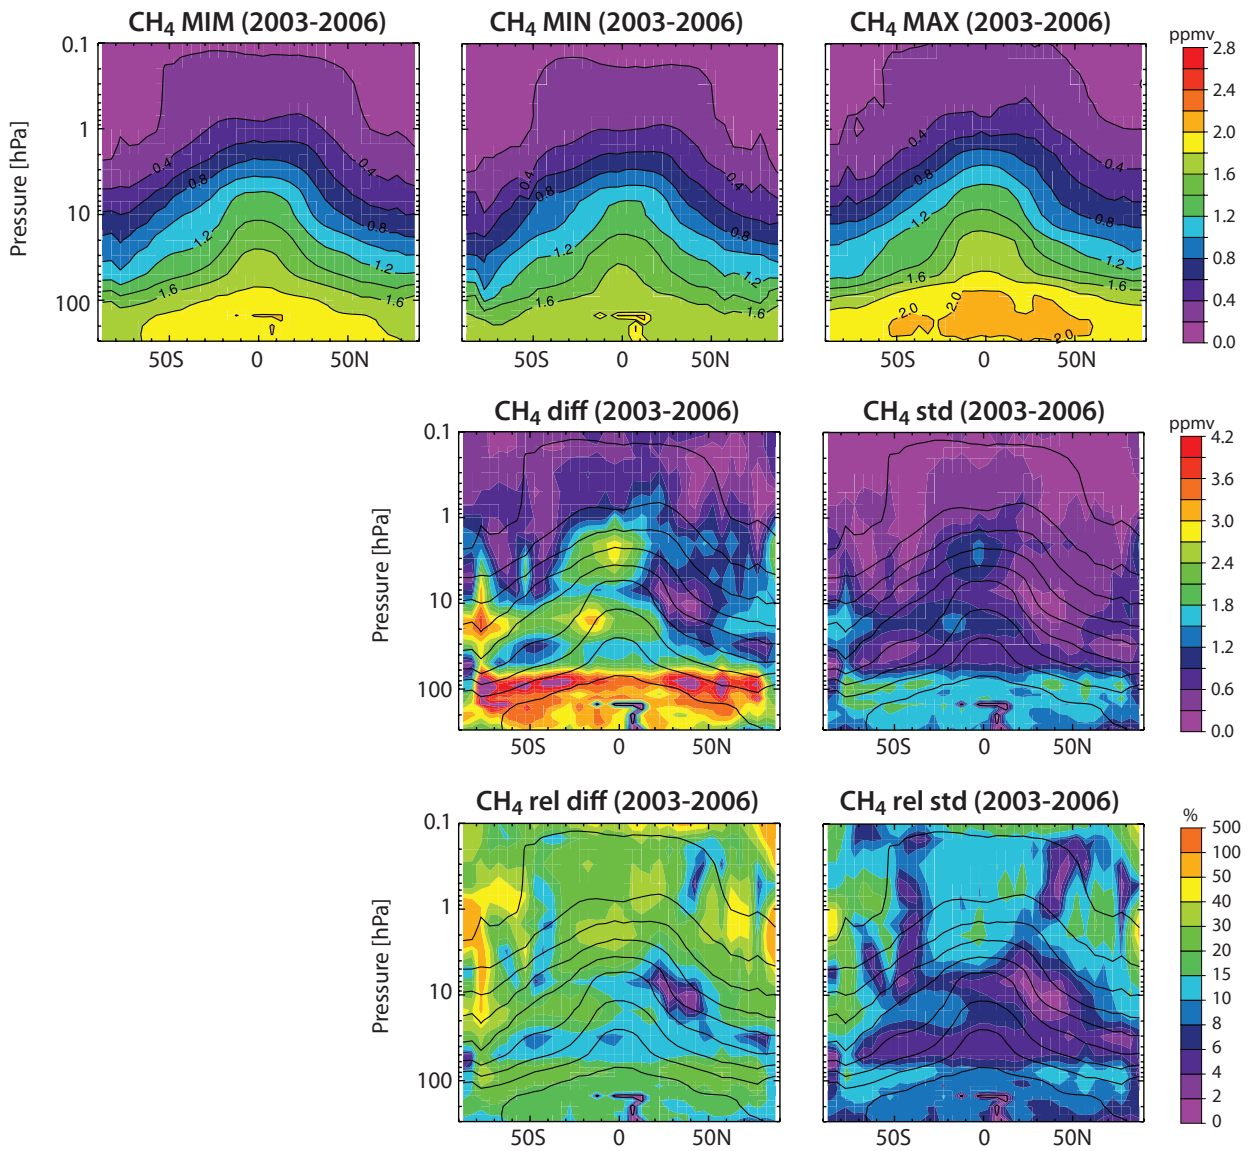 CH4 MIM (2003-2006) CH4 MIN (2003-2006) CH4 MAX (2003-2006)
0.1 ppmv
2.8
2.4
1 2.0
Pressure [hPa] 0.4 0.4 0.4 0.4 0.4 0.4 1.6
0.8 0.8 0.8 0.8 0.8 0.8
10 1.2
1.2 1.2 1.2 1.2 1.2 1.2 0.8
1.6 1.6 1.6 1.6 1.6 1.6
100 2.0 2.0 2.0 0.4
0.0
50S 0 50N 50S 0 50N 50S 0 50N
CH4 diff (2003-2006) CH4 std (2003-2006)
0.1 ppmv
4.2
3.6
1 3.0
Pressure [hPa] 2.4
10 1.8
1.2
100 0.6
0.0
50S 0 50N 50S 0 50N
CH4 rel diff (2003-2006) CH4 rel std (2003-2006)
0.1 %
500
100
50
1 40
30
Pressure [hPa] 20
15
10 10
8
6
4
100 2
0
50S 0 50N 50S 0 50N